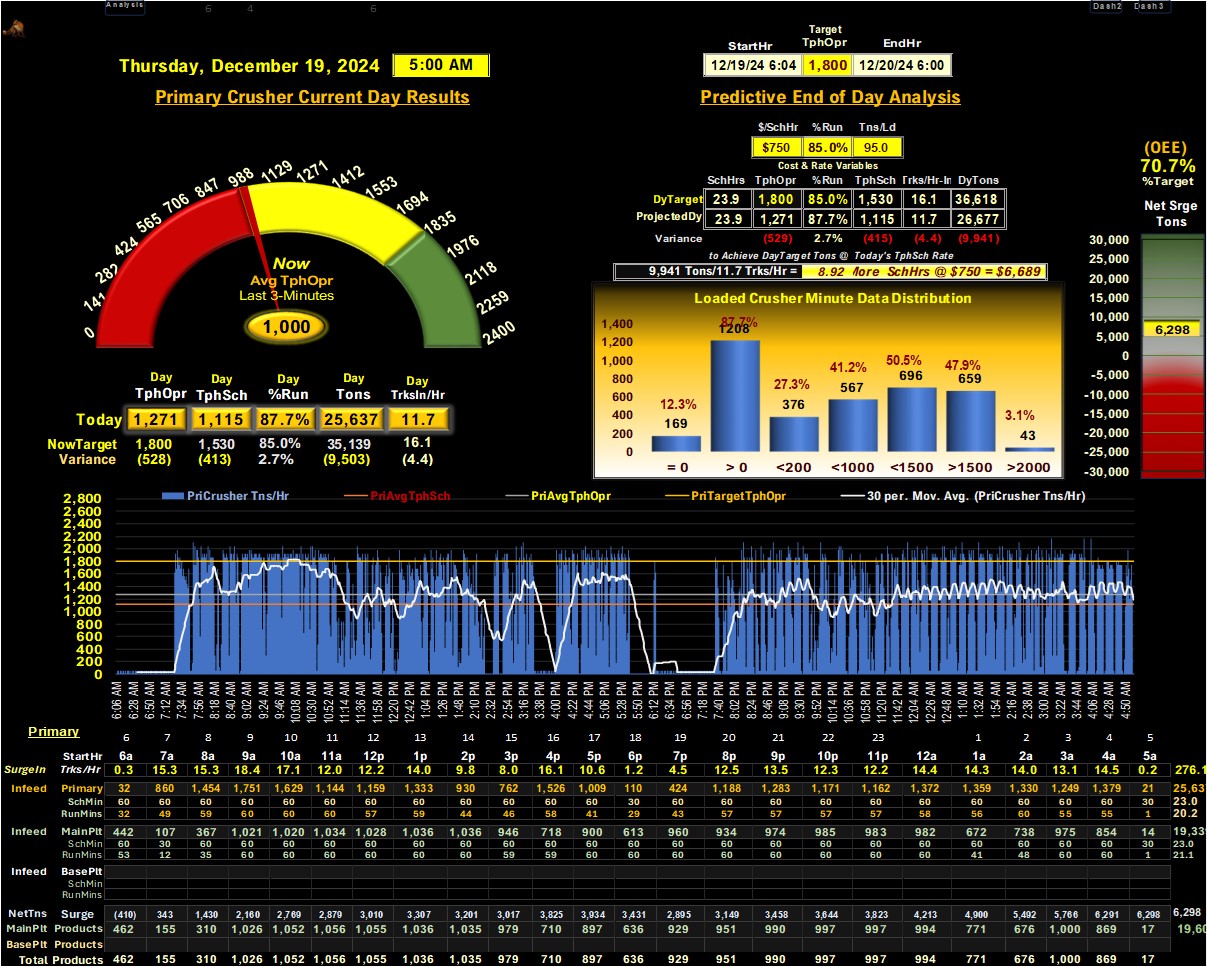 Analysis 6 4 6 Dash2 Dash3
Target
StartHr TphOpr EndHr
Thursday, December 19, 2024 5:00 AM 12/19/24 6:04 1,800 12/20/24 6:00
Primary Crusher Current Day Results Predictive End of Day Analysis
$/SchHr %Run Tns/Ld
$750 85.0% 95.0
Cost & Rate Variables
(OEE)
70.7%
%Target
SchHrs TphOpr %Run TphSch Trks/Hr-In DyTons
DyTarget 23.9 1,800 85.0% 1,530 16.1 36,618
ProjectedDy 23.9 1,271 87.7% 1,115 11.7 26,677
Variance (529) 2.7% (415) (4.4) (9,941)
to Achieve DayTarget Tons @ Today's TphSch Rate
9,941 Tons/11.7 Trks/Hr = 8.92 More SchHrs @ $750 = $6,689
Net Srge
Tons
30,000
25,000
20,000
15,000
10,000
6,298
5,000
0
-5,000
-10,000
-15,000
-20,000
-25,000
-30,000
0 141 282 424 565 706 847 988 1129 1271 1412 1553 1694 1835 1976 2118 2259 2400
Now
Avg TphOpr
Last 3-Minutes
1,000
Loaded Crusher Minute Data Distribution
1,400
1,200
1,000
800
600
400
200
0
12.3% 87.7% 27.3% 41.2% 50.5% 47.9% 3.1%
169 1208 376 567 696 659 43
= 0 > 0 <200 <1000 <1500 >1500 >2000
Day Day Day Day Day
TphOpr TphSch %Run Tons TrksIn/Hr
Today 1,271 1,115 87.7% 25,637 11.7
NowTarget 1,800 1,530 85.0% 35,139 16.1
Variance (528) (413) 2.7% (9,503) (4.4)
PriCrusher Tns/Hr PriAvgTphSch PriAvgTphOpr PriTargetTphOpr 30 per. Mov. Avg. (PriCrusher Tns/Hr)
2,800
2,600
2,400
2,200
2,000
1,800
1,600
1,400
1,200
1,000
800
600
400
200
0
6:06 AM 6:28 AM 6:50 AM 7:12 AM 7:34 AM 7:56 AM 8:18 AM 8:40 AM 9:02 AM 9:24 AM 9:46 AM 10:08 AM 10:30 AM 10:52 AM 11:14 AM 11:36 AM 11:58 AM 12:20 PM 12:42 PM 1:04 PM 1:26 PM 1:48 PM 2:10 PM 2:32 PM 2:54 PM 3:16 PM 3:38 PM 4:00 PM 4:22 PM 4:44 PM 5:06 PM 5:28 PM 5:50 PM 6:12 PM 6:34 PM 6:56 PM 7:18 PM 7:40 PM 8:02 PM 8:24 PM 8:46 PM 9:08 PM 9:30 PM 9:52 PM 10:14 PM 10:36 PM 10:58 PM 11:20 PM 11:42 PM 12:04 AM 12:26 AM 12:48 AM 1:10 AM 1:32 AM 1:54 AM 2:16 AM 2:38 AM 3:00 AM 3:22 AM 3:44 AM 4:06 AM 4:28 AM 4:50 AM
Primary 6 7 8 9 10 11 12 13 14 15 16 17 18 19 20 21 22 23 1 2 3 4 5
StartHr 6a 7a 8a 9a 10a 11a 12p 1p 2p 3p 4p 5p 6p 7p 8p 9p 10p 11p 12a 1a 2a 3a 4a 5a
SurgeIn Trks/Hr 0.3 15.3 15.3 18.4 17.1 12.0 12.2 14.0 9.8 8.0 16.1 10.6 1.2 4.5 12.5 13.5 12.3 12.2 14.4 14.3 14.0 13.1 14.5 0.2 276.1
Infeed Primary 32 860 1,454 1,751 1,629 1,144 1,159 1,333 930 762 1,526 1,009 110 424 1,188 1,283 1,171 1,162 1,372 1,359 1,330 1,249 1,379 21 25,637
SchMin 60 60 60 60 60 60 60 60 60 60 60 60 30 60 60 60 60 60 60 60 60 60 60 30 23.0
RunMins 32 49 59 60 60 60 57 59 44 46 58 41 29 43 57 57 57 57 58 56 60 55 55 1 20.2
Infeed MainPlt 442 107 367 1,021 1,020 1,034 1,028 1,036 1,036 946 718 900 613 960 934 974 985 983 982 672 738 975 854 14 19,339
SchMin 60 30 60 60 60 60 60 60 60 60 60 60 60 60 60 60 60 60 60 60 60 60 60 30 23.0
RunMins 53 12 35 60 60 60 60 60 60 59 59 60 60 60 60 60 60 60 60 41 48 60 60 1 21.1
Infeed BasePlt
SchMin
RunMins
NetTns Surge (410) 343 1,430 2,160 2,769 2,879 3,010 3,307 3,201 3,017 3,825 3,934 3,431 2,895 3,149 3,458 3,644 3,823 4,213 4,900 5,492 5,766 6,291 6,298 6,298
MainPlt Products 462 155 310 1,026 1,052 1,056 1,055 1,036 1,035 979 710 897 636 929 951 990 997 997 994 771 676 1,000 869 17 19,60
BasePlt Products
Total Products 462 155 310 1,026 1,052 1,056 1,055 1,036 1,035 979 710 897 636 929 951 990 997 997 994 771 676 1,000 869 17